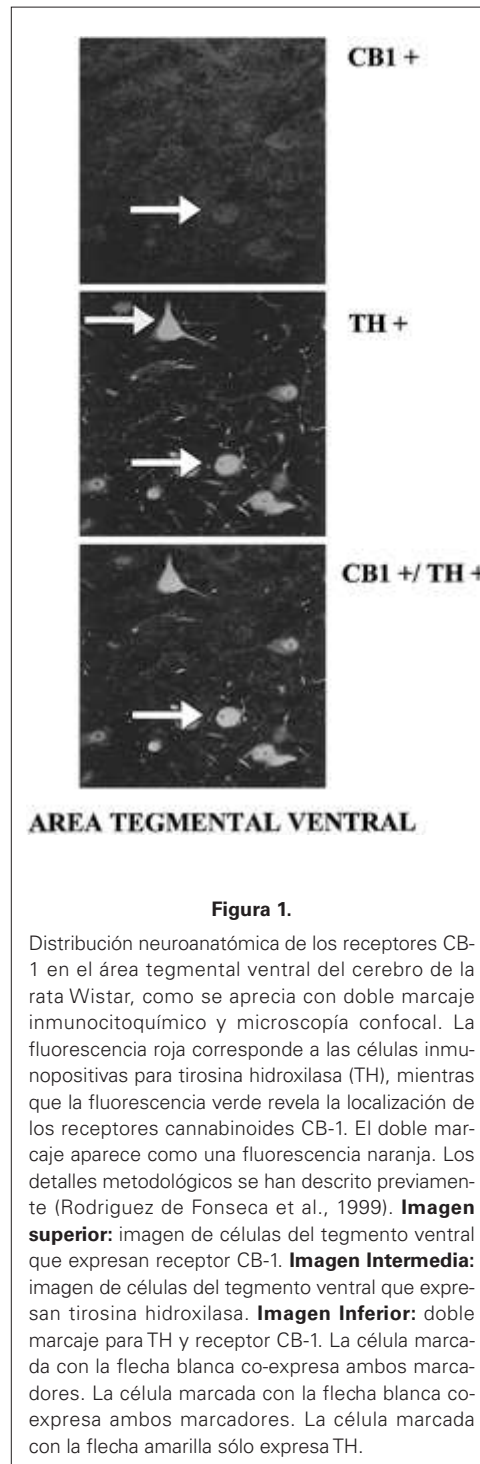 CB1 +
TH +
CB1 +/ TH +
AREA TEGMENTAL VENTRAL
Figura 1.
Distribución neuroanatómica de los receptores CB-
1 en el área tegmental ventral del cerebro de la
rata Wistar, como se aprecia con doble marcaje
inmunocitoquímico y microscopía confocal. La
fluorescencia roja corresponde a las células inmu-
nopositivas para tirosina hidroxilasa (TH), mientras
que la fluorescencia verde revela la localización de
los receptores cannabinoides CB-1. El doble mar-
caje aparece como una fluorescencia naranja. Los
detalles metodológicos se han descrito previamen-
te (Rodriguez de Fonseca et al., 1999). Imagen
superior: imagen de células del tegmento ventral
que expresan receptor CB-1. Imagen Intermedia:
imagen de células del tegmento ventral que expre-
san tirosina hidroxilasa. Imagen Inferior: doble
marcaje para TH y receptor CB-1. La célula marca-
da con la flecha blanca co-expresa ambos marca-
dores. La célula marcada con la flecha blanca co-
expresa ambos marcadores. La célula marcada
con la flecha amarilla sólo expresa TH.